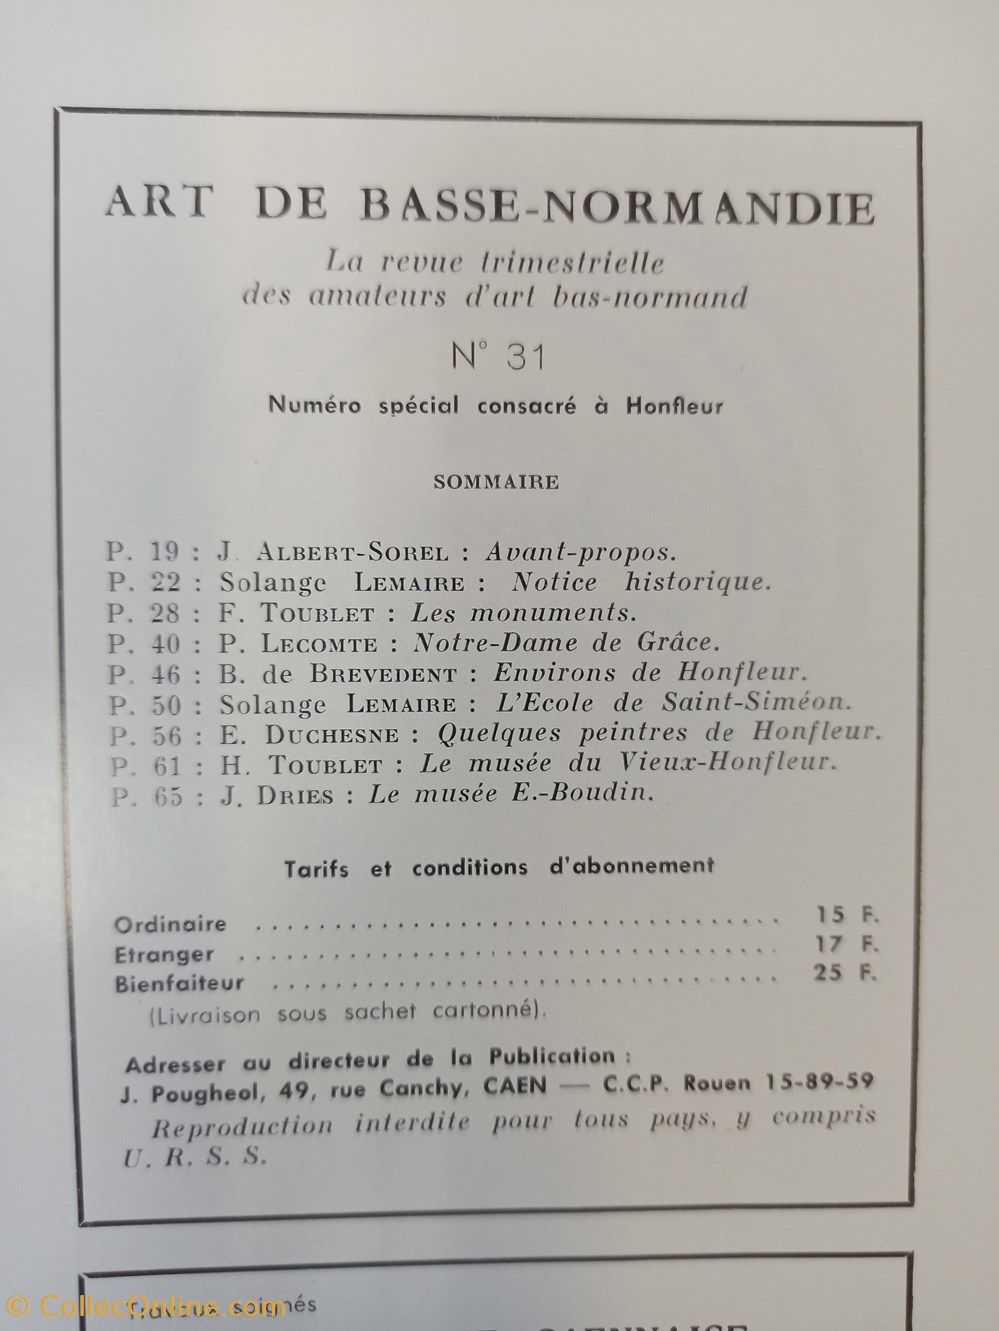 ART DE BASSE-NORMANDIE
La revue trimestrielle
des amateurs d'art bas-normand
N° 31
Numéro spécial consacré à Honfleur
SOMMAIRE
P. 19 : J. ALBERT-SOREL : Avant-propos.
P. 22 : Solange LEMAIRE : Notice historique.
P. 28 : F. TOUBLET : Les monuments.
P. 40 : P. LECOMTE : Notre-Dame de Grâce.
P. 46 : B. de BREVEDENT : Environs de Honfleur.
P. 50 : Solange LEMAIRE : L'Ecole de Saint-Siméon.
P. 56 : E. DUCHESNE : Quelques peintres de Honfleur.
P. 61 : H. TOUBLET : Le musée du Vieux-Honfleur.
P. 65 : J. DRIES : Le musée E.-Boudin.
Tarifs et conditions d'abonnement
Ordinaire .................................. 15 F.
Etranger .................................. 17 F.
Bienfaiteur ................................ 25 F.
(Livraison sous sachet cartonné).
Adresser au directeur de la Publication :
J. Pougheol, 49, rue Canchy, CAEN — C.C.P. Rouen 15-89-59
Reproduction interdite pour tous pays, y compris
U. R. S. S.
Travaux soignés
© CollecOnline.com